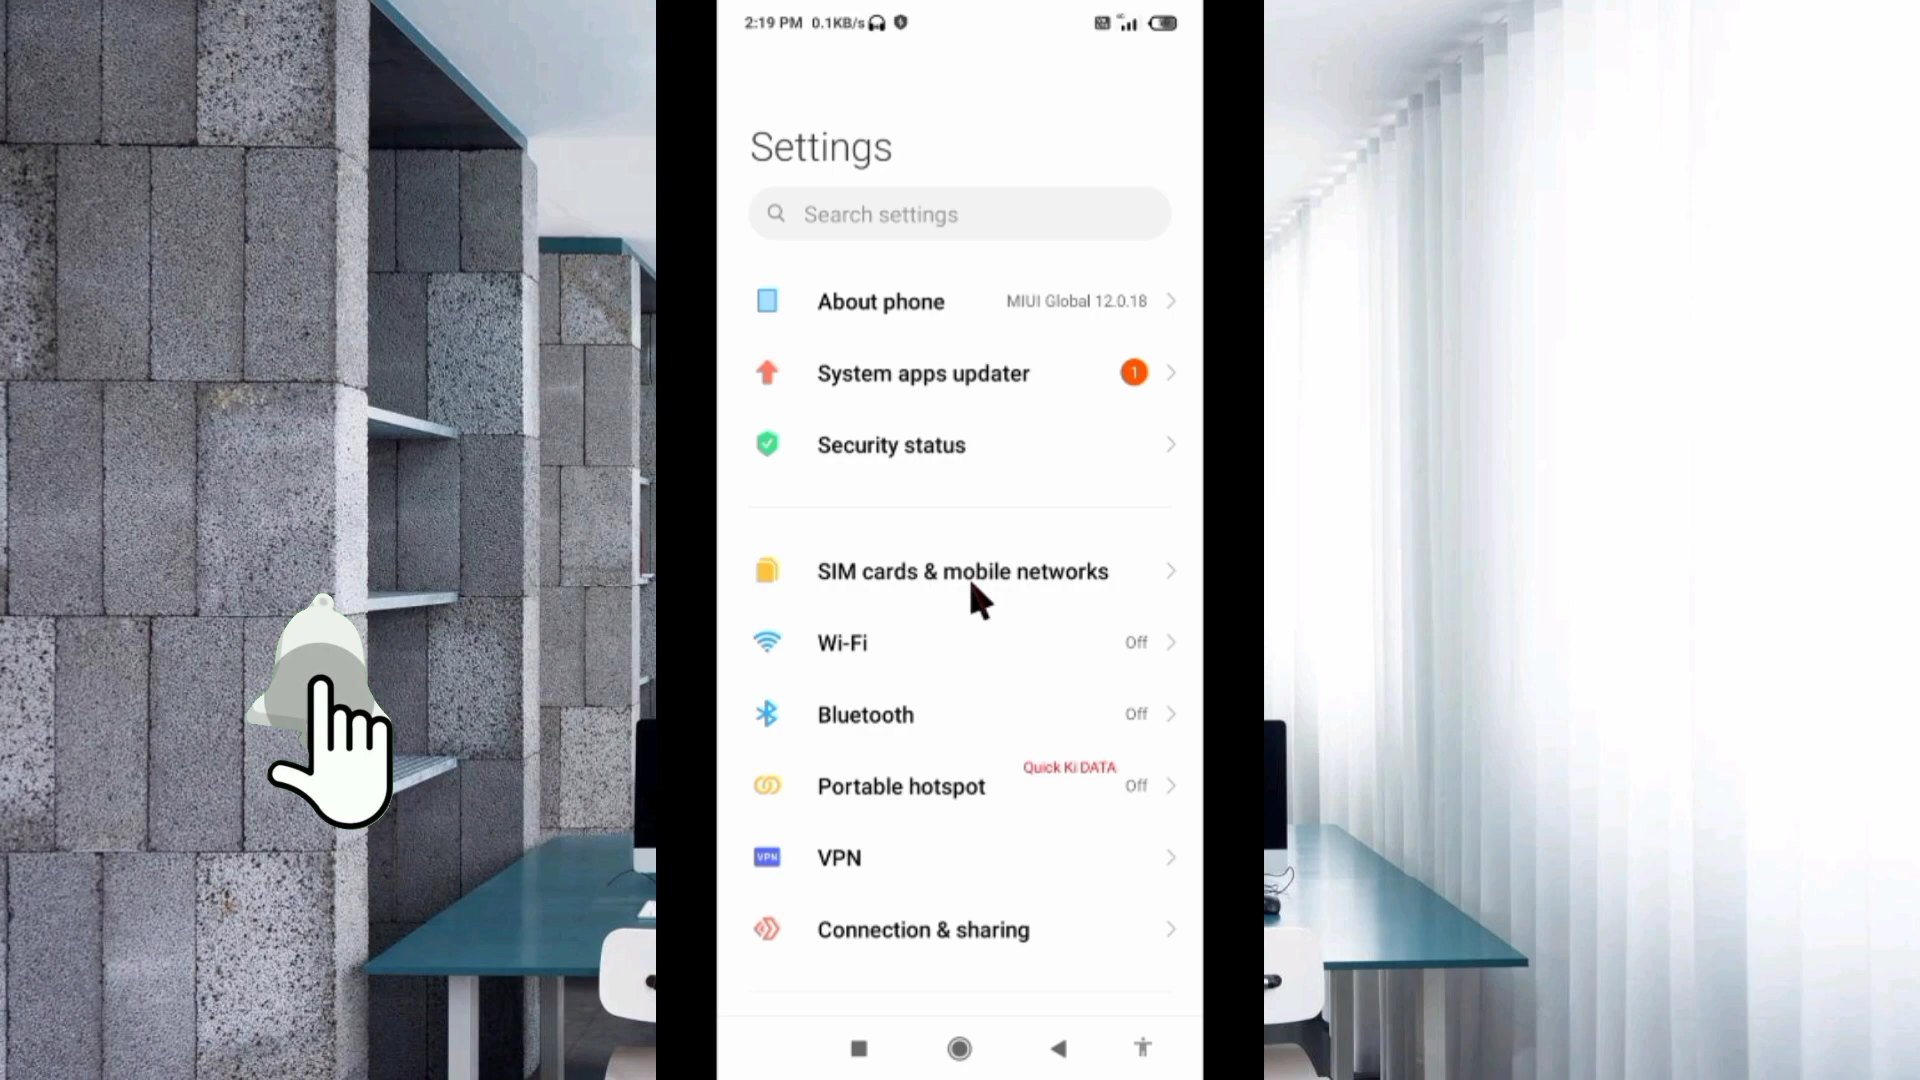 2:19 PM 0.1KB/s
Settings
Search settings
About phone MIUI Global 12.0.18
System apps updater 1
Security status
SIM cards & mobile networks
Wi-Fi Off
Bluetooth Off
Quick Ki DATA
Portable hotspot Off
VPN VPN
Connection & sharing